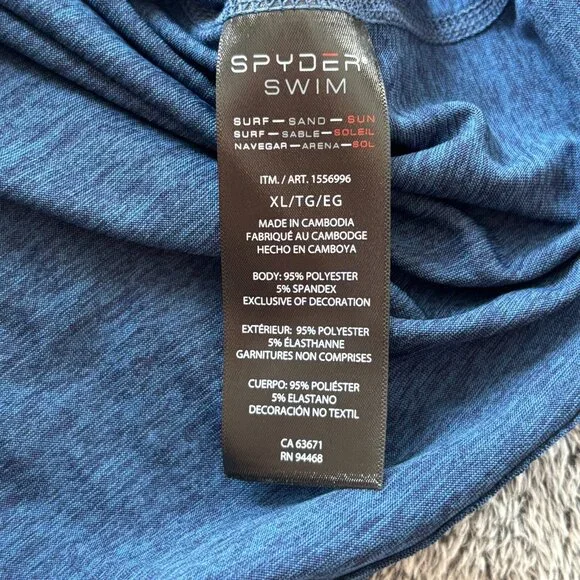 SPYDER
SWIM
SURF—SAND—SUN
SURF—SABLE—SOLEIL
NAVEGAR—ARENA—SOL
ITM. / ART. 1556996
XL/TG/EG
MADE IN CAMBODIA
FABRIQUÉ AU CAMBODGE
HECHO EN CAMBOYA
BODY: 95% POLYESTER
5% SPANDEX
EXCLUSIVE OF DECORATION
EXTÉRIEUR: 95% POLYESTER
5% ÉLASTHANNE
GARNITURES NON COMPRISES
CUERPO: 95% POLIÉSTER
5% ELASTANO
DECORACIÓN NO TEXTIL
CA 63671
RN 94468